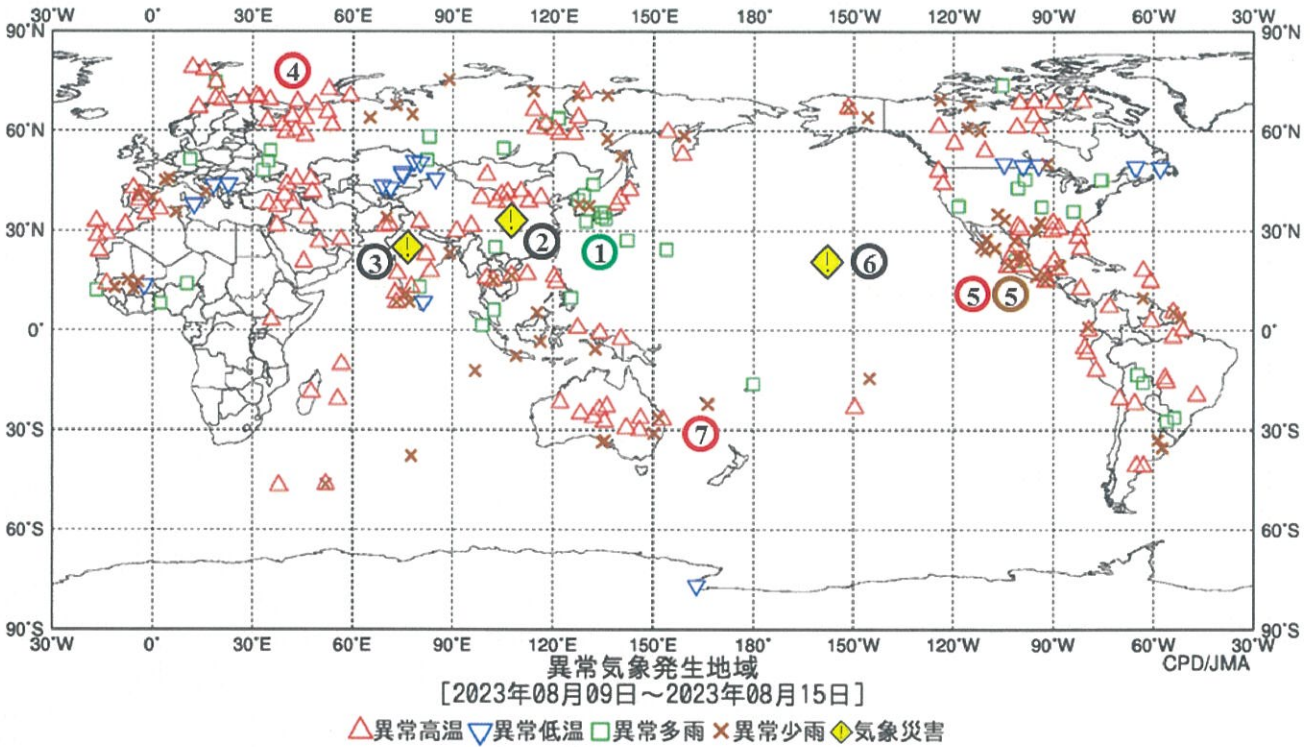 30°W 0° 30°E 60°E 90°E 120°E 150°E 180° 150°W 120°W 90°W 60°W 30°W
90°N 90°N
4
60°N 60°N
30°N 30°N
3 2 1 6
5 5
0° 0°
30°S 7 30°S
60°S 60°S
90°S 90°S
30°W 0° 30°E 60°E 90°E 120°E 150°E 180° 150°W 120°W 90°W 60°W 30°W
異常気象発生地域 CPD/JMA
[2023年08月09日～2023年08月15日]
△異常高温 ▽異常低温 □異常多雨 ×異常少雨 ◇気象災害